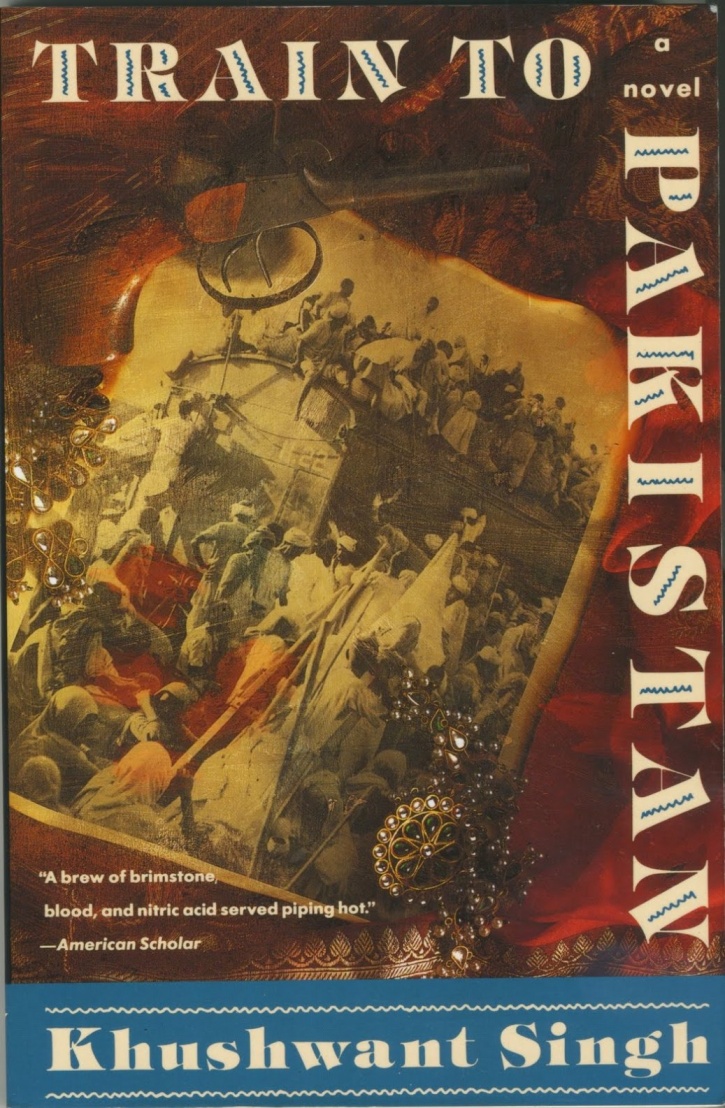 TRAIN TO
a
novel
PAKISTAN
“A brew of brimstone,
blood, and nitric acid served piping hot.”
—American Scholar
Khushwant Singh